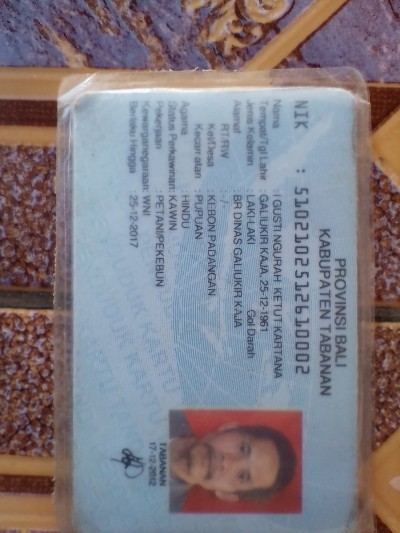 PROVINSI BALI
KABUPATEN TABANAN
NIK : 5102102512610002
Nama : I GUSTI NGURAH KETUT KARTANA
Tempat/Tgl Lahir : GALIUKIR KAJA, 25-12-1961
Jenis Kelamin : LAKI-LAKI Gol Darah : -
Alamat : BR DINAS GALIUKIR KAJA
RT/RW : -
Kel/Desa : KEBON PADANGAN
Kecamatan : PUPUAN
Agama : HINDU
Status Perkawinan: KAWIN
Pekerjaan : PETANI/PEKEBUN
Kewarganegaraan: WNI
Berlaku Hingga : 25-12-2017
TABANAN
17-12-2012